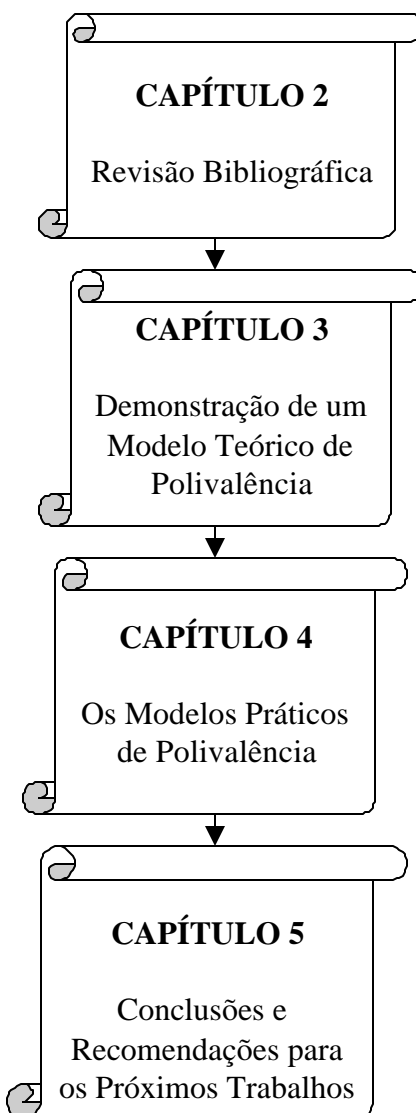 CAPÍTULO 2
Revisão Bibliográfica
CAPÍTULO 3
Demonstração de um
Modelo Teórico de
Polivalência
CAPÍTULO 4
Os Modelos Práticos
de Polivalência
CAPÍTULO 5
Conclusões e
Recomendações para
os Próximos Trabalhos